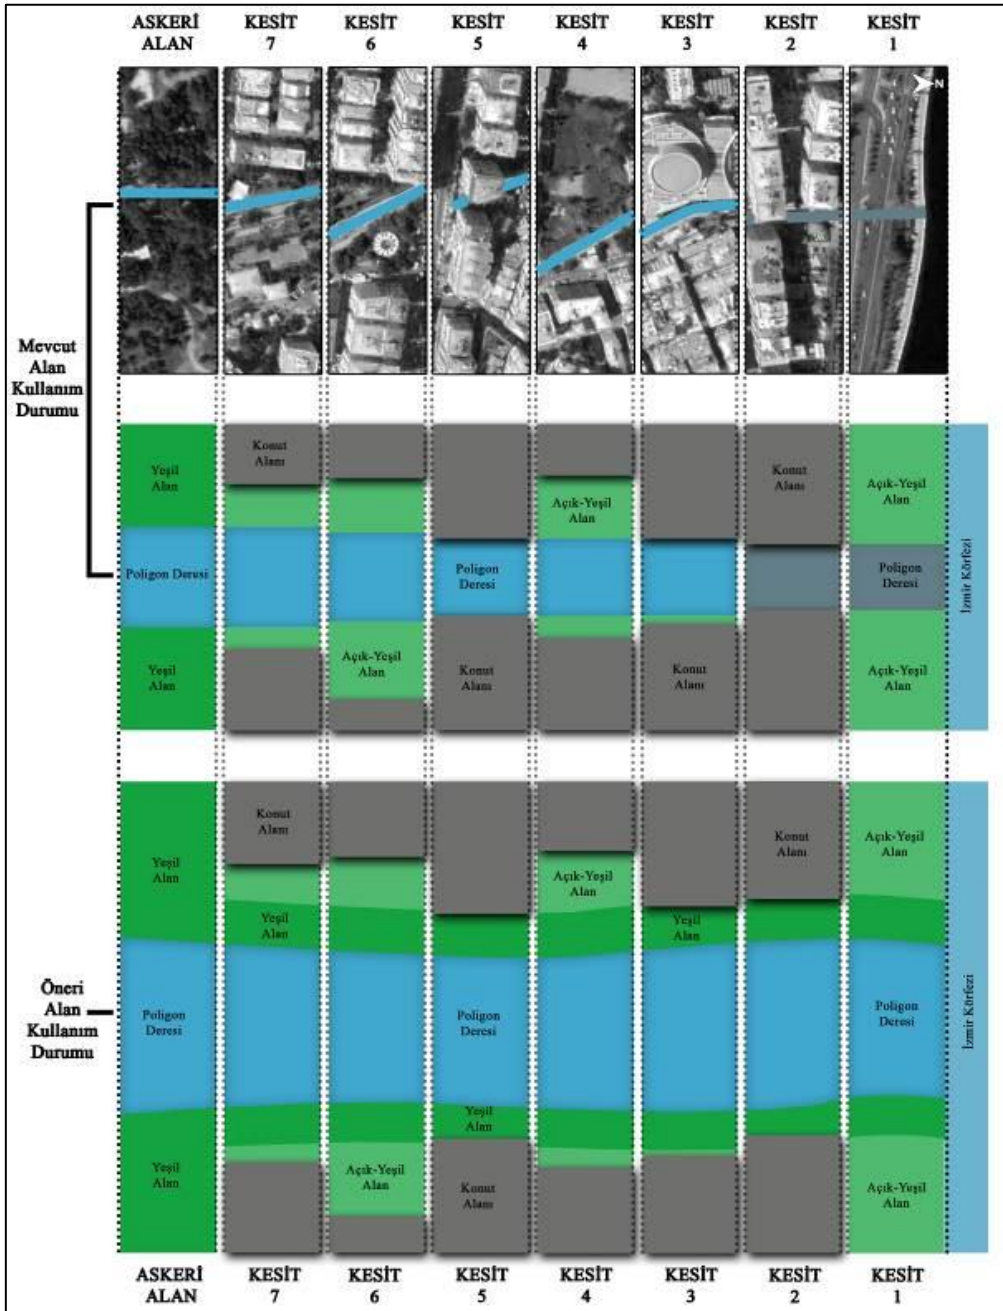 ASKERİ ALAN
KESİT 7
KESİT 6
KESİT 5
KESİT 4
KESİT 3
KESİT 2
KESİT 1
N
Mevcut
Alan
Kullanım
Durumu
Yeşil
Alan
Konut
Alanı
Açık-Yeşil
Alan
Konut
Alanı
Açık-Yeşil
Alan
Poligon Deresi
Poligon
Deresi
Poligon
Deresi
İzmir Körfezi
Yeşil
Alan
Açık-Yeşil
Alan
Konut
Alanı
Konut
Alanı
Açık-Yeşil
Alan
Öneri
Alan
Kullanım
Durumu
Yeşil
Alan
Konut
Alanı
Yeşil
Alan
Açık-Yeşil
Alan
Yeşil
Alan
Konut
Alanı
Açık-Yeşil
Alan
Poligon
Deresi
Poligon
Deresi
Poligon
Deresi
İzmir Körfezi
Yeşil
Alan
Açık-Yeşil
Alan
Yeşil
Alan
Konut
Alanı
Açık-Yeşil
Alan
ASKERİ ALAN
KESİT 7
KESİT 6
KESİT 5
KESİT 4
KESİT 3
KESİT 2
KESİT 1